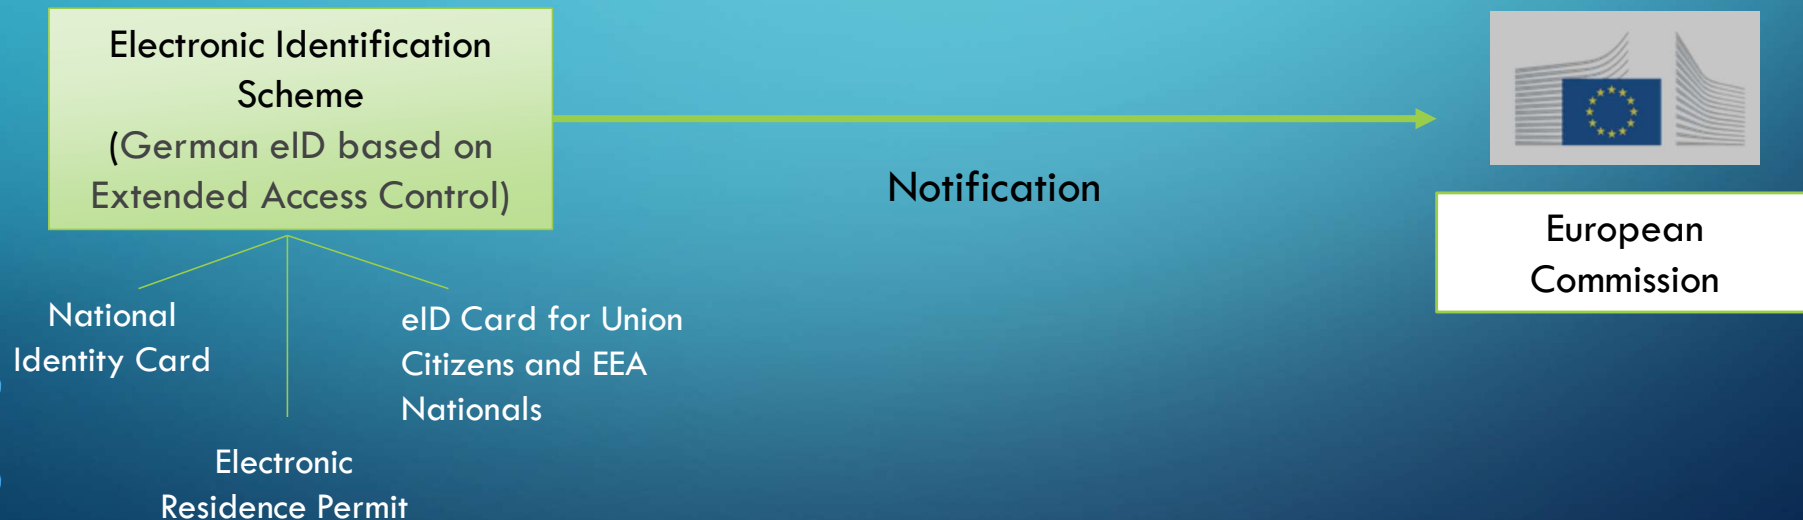 Electronic Identification
Scheme
(German eID based on
Extended Access Control)
Notification
European
Commission
National
Identity Card
eID Card for Union
Citizens and EEA
Nationals
Electronic
Residence Permit